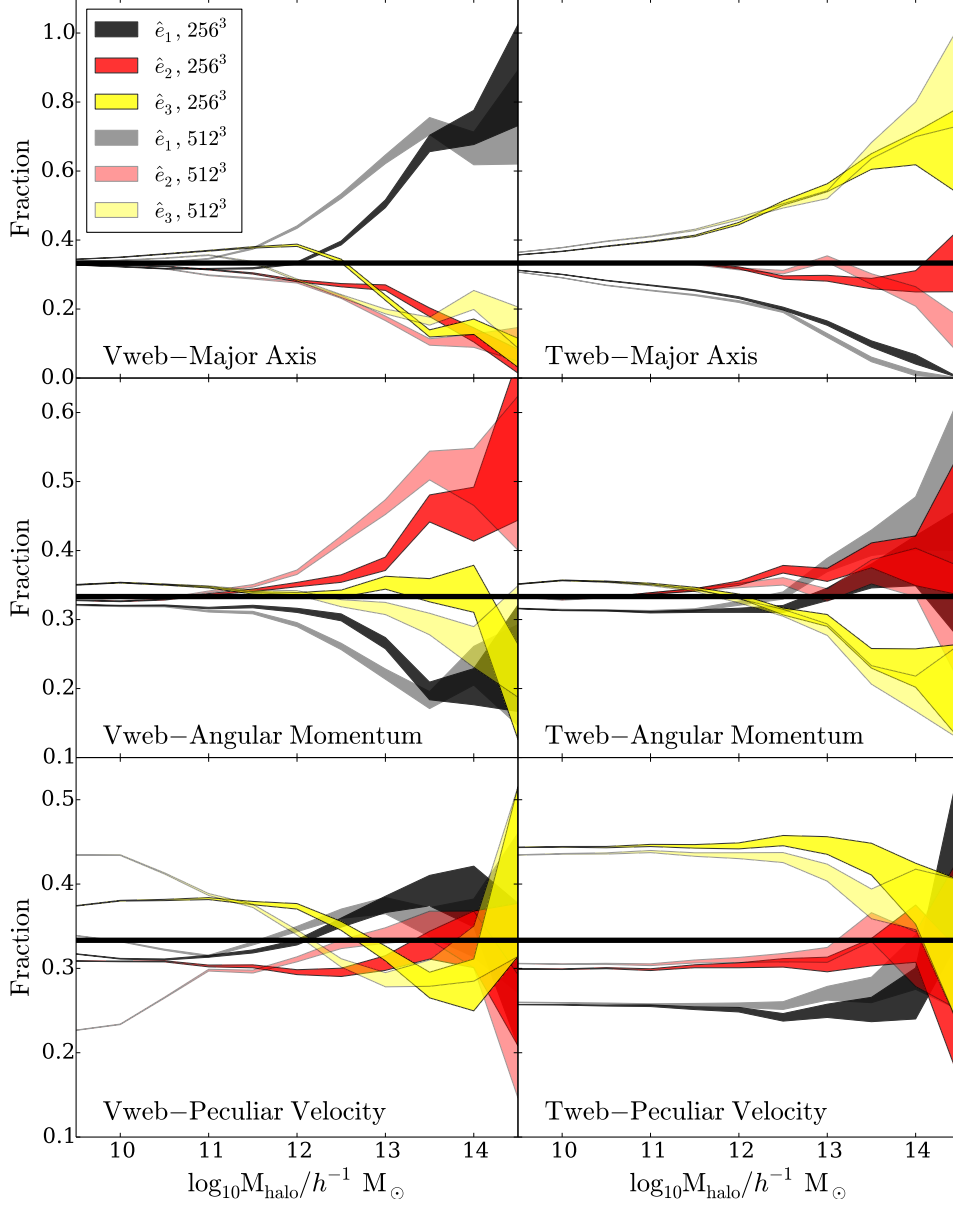 1.0
0.8
0.6
0.4
0.2
0.0
Fraction
ê₁, 256³
ê₂, 256³
ê₃, 256³
ê₁, 512³
ê₂, 512³
ê₃, 512³
Vweb−Major Axis
Tweb−Major Axis
0.6
0.5
0.4
0.3
0.2
0.1
Fraction
Vweb−Angular Momentum
Tweb−Angular Momentum
0.5
0.4
0.3
0.2
0.1
Fraction
Vweb−Peculiar Velocity
Tweb−Peculiar Velocity
10 11 12 13 14
10 11 12 13 14
log₁₀M_halo/h⁻¹ M_⊙
log₁₀M_halo/h⁻¹ M_⊙